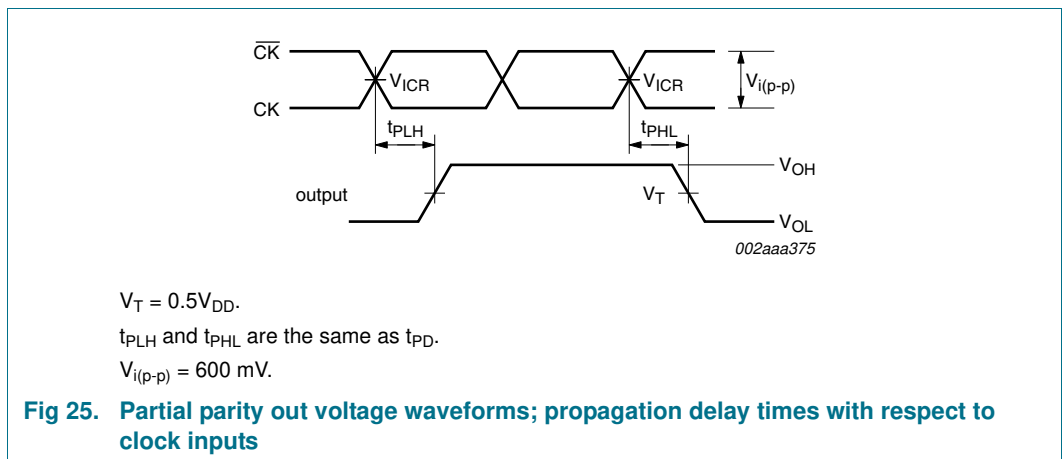 C̅K̅
V_ICR
V_ICR
V_i(p-p)
CK
t_PLH
t_PHL
V_OH
output
V_T
V_OL
002aaa375
V_T = 0.5V_DD.
t_PLH and t_PHL are the same as t_PD.
V_i(p-p) = 600 mV.
Fig 25. Partial parity out voltage waveforms; propagation delay times with respect to
clock inputs